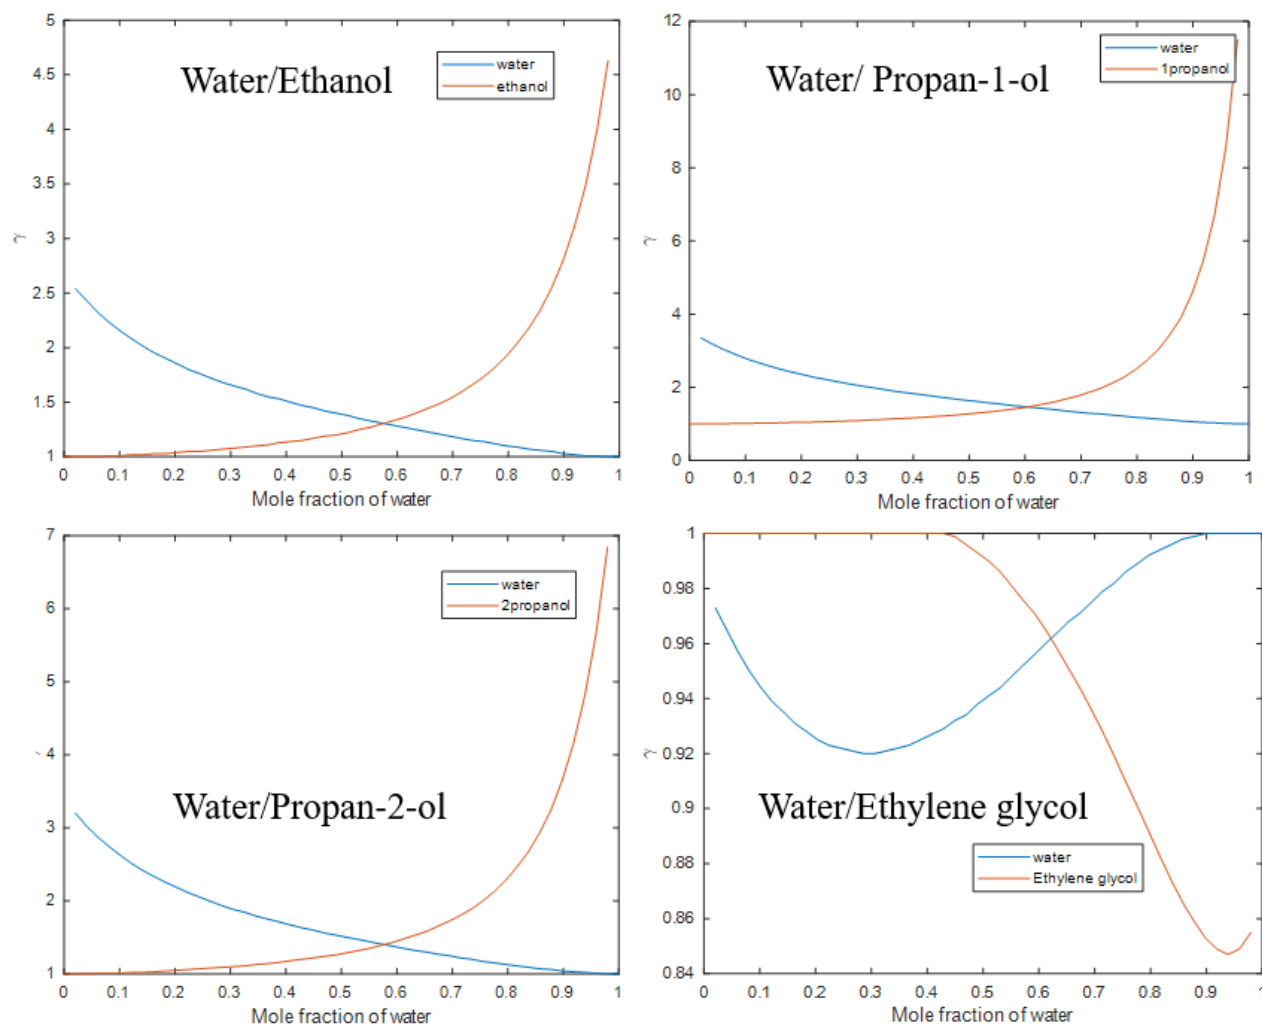 5
4.5
4
3.5
3
2.5
2
1.5
1
γ
Water/Ethanol
water
ethanol
0 0.1 0.2 0.3 0.4 0.5 0.6 0.7 0.8 0.9 1
Mole fraction of water
12
10
8
6
4
2
0
γ
Water/ Propan-1-ol
water
1propanol
0 0.1 0.2 0.3 0.4 0.5 0.6 0.7 0.8 0.9 1
Mole fraction of water
7
6
5
4
3
2
1
water
2propanol
Water/Propan-2-ol
0 0.1 0.2 0.3 0.4 0.5 0.6 0.7 0.8 0.9 1
Mole fraction of water
1
0.98
0.96
0.94
0.92
0.9
0.88
0.86
0.84
γ
Water/Ethylene glycol
water
Ethylene glycol
0 0.1 0.2 0.3 0.4 0.5 0.6 0.7 0.8 0.9
Mole fraction of water